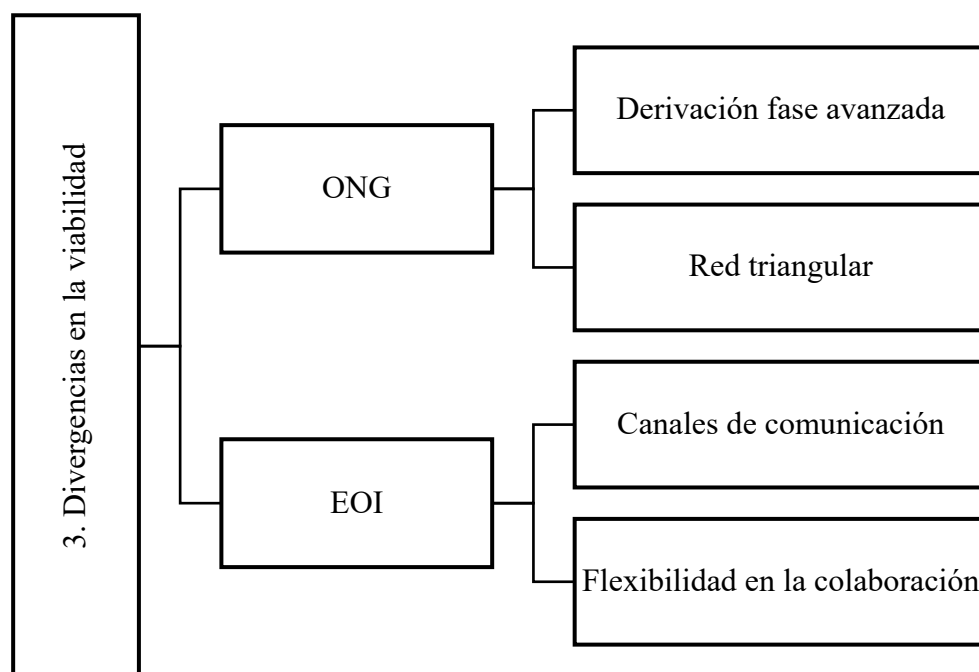 3. Divergencias en la viabilidad
ONG
Derivación fase avanzada
Red triangular
EOI
Canales de comunicación
Flexibilidad en la colaboración